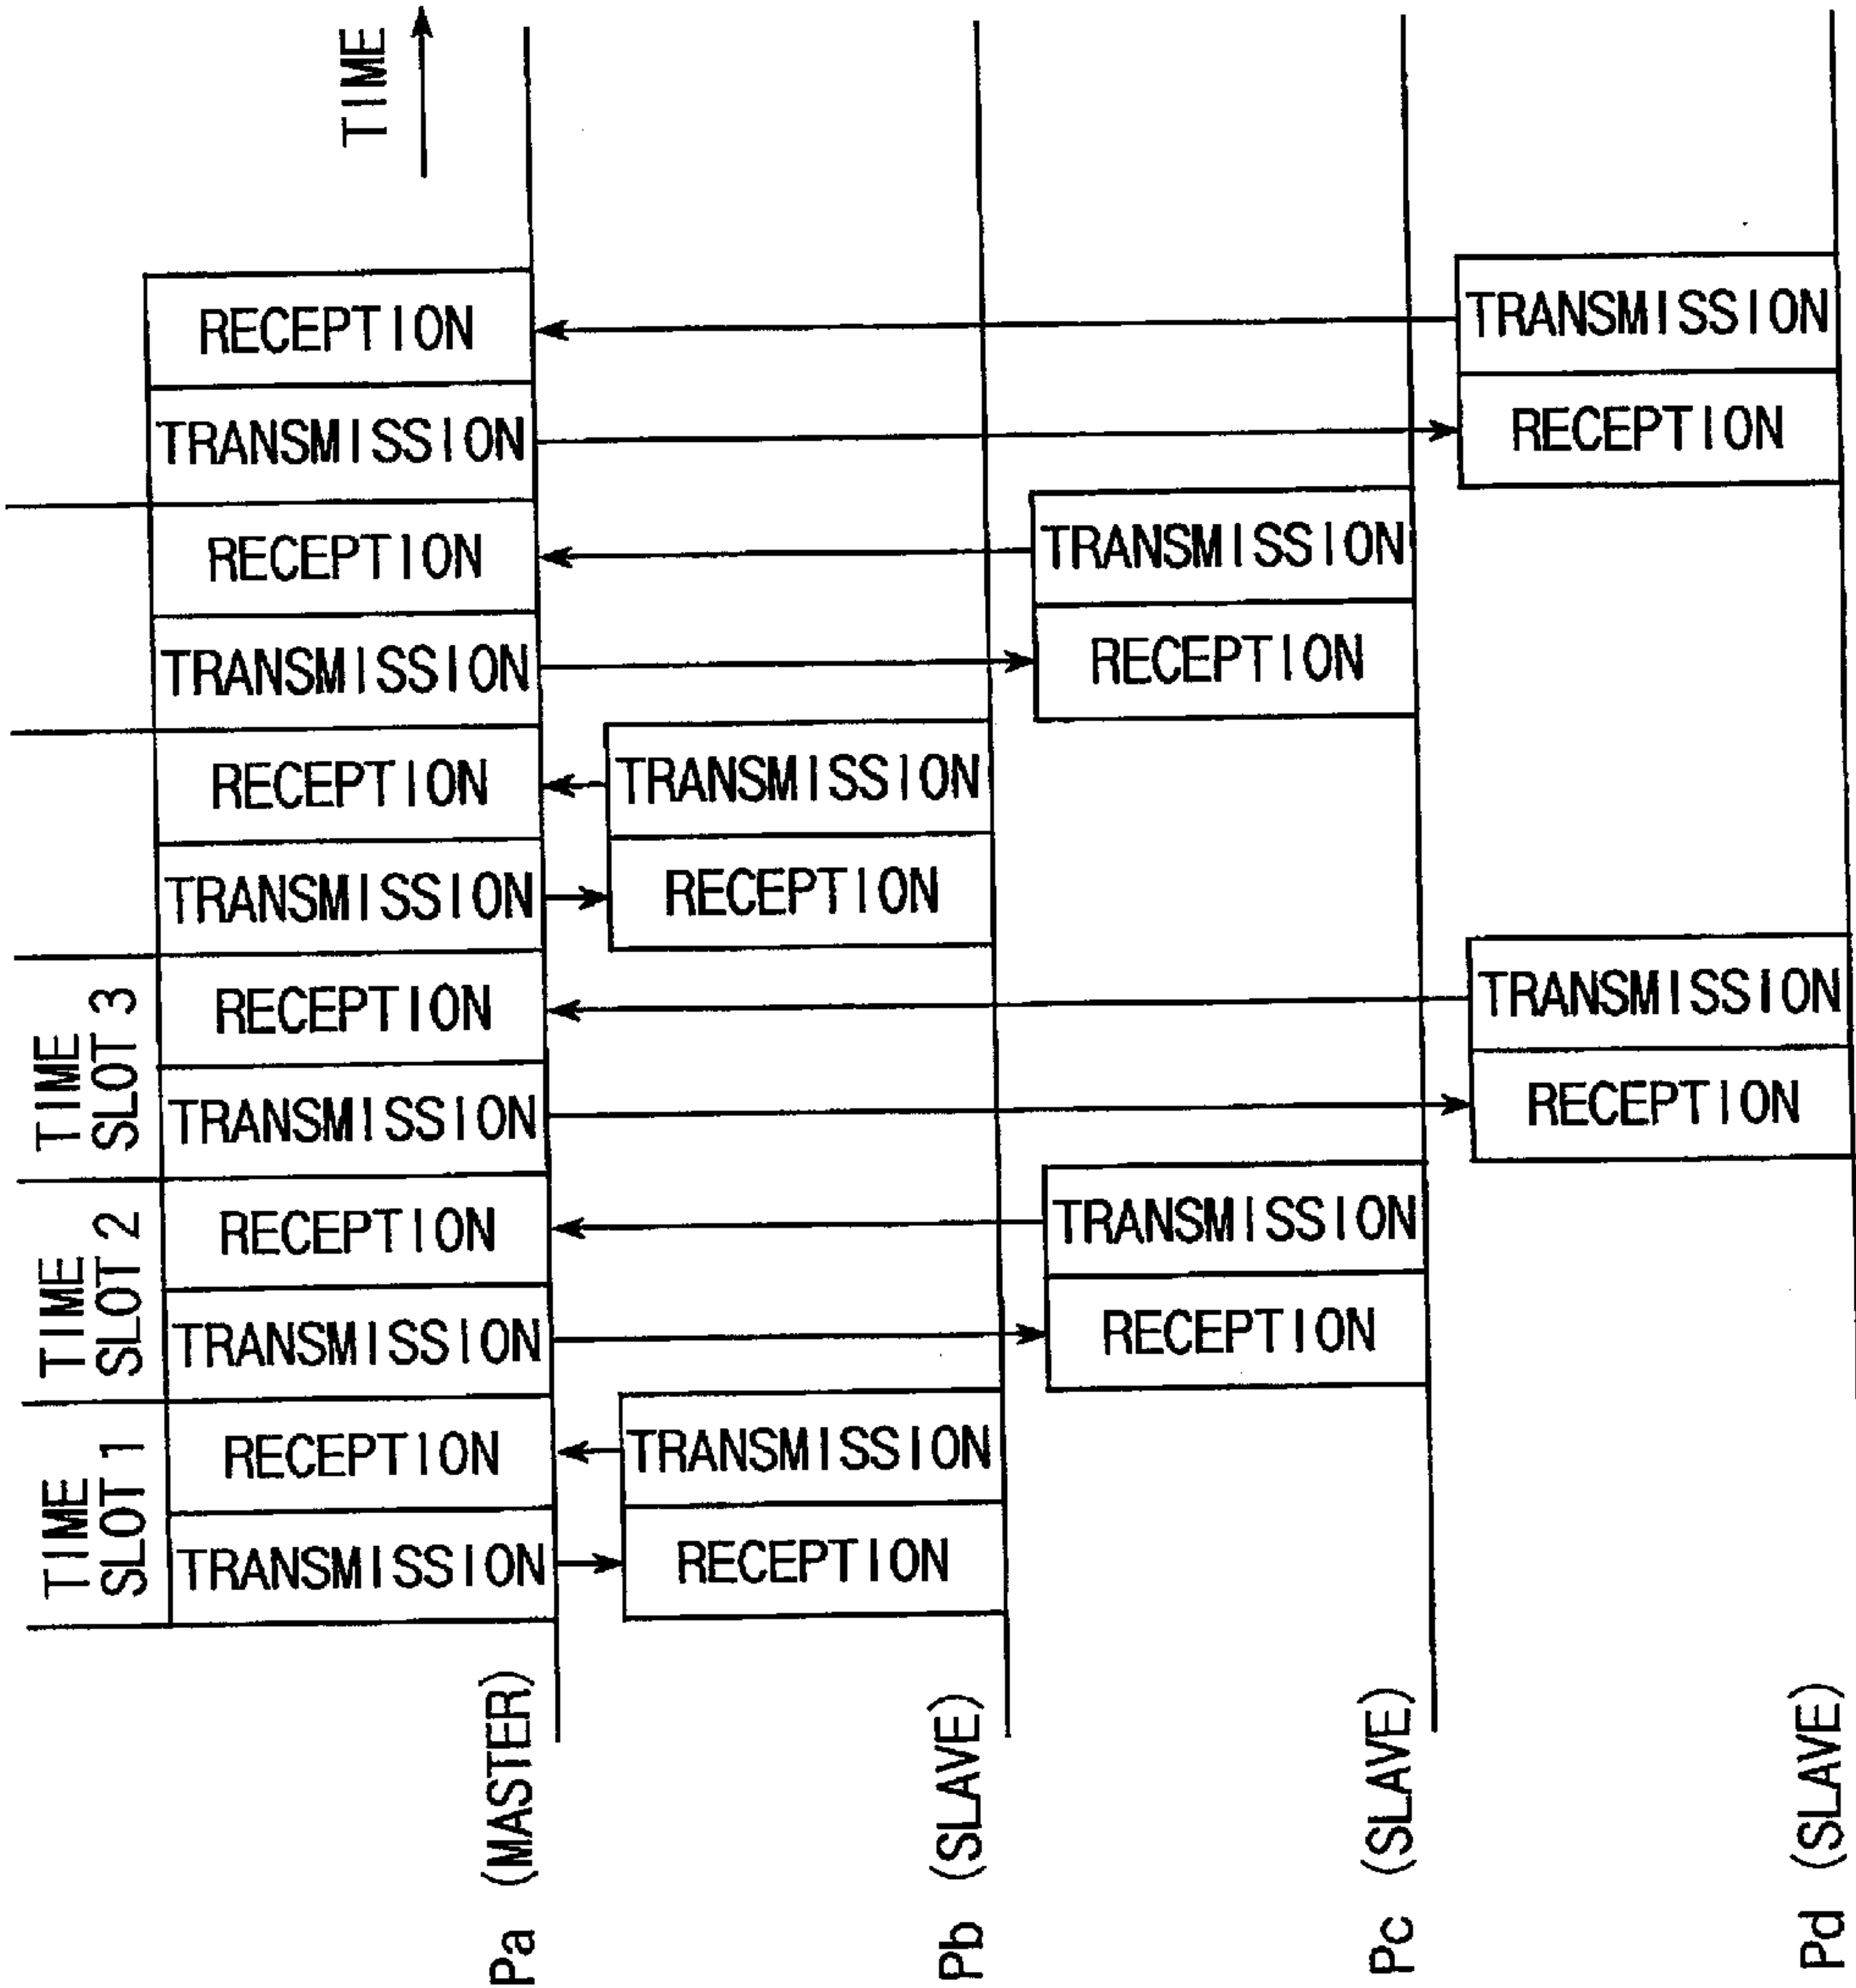 TIME
SLOT 1
TIME
SLOT 2
TIME
SLOT 3
TIME
Pa (MASTER)
TRANSMISSION
RECEPTION
TRANSMISSION
RECEPTION
TRANSMISSION
RECEPTION
TRANSMISSION
RECEPTION
TRANSMISSION
RECEPTION
TRANSMISSION
RECEPTION
Pb (SLAVE)
RECEPTION
TRANSMISSION
RECEPTION
TRANSMISSION
Pc (SLAVE)
RECEPTION
TRANSMISSION
RECEPTION
TRANSMISSION
Pd (SLAVE)
RECEPTION
TRANSMISSION
RECEPTION
TRANSMISSION